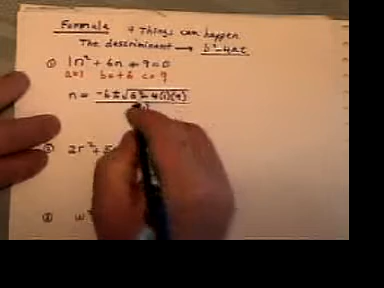 Formula 4 Things can happen
The descriminant → b²-4ac
① 1n² + 6n + 9 = 0
a=1 b=+6 c=9
n = -6 ± √6²-4(1)(9)
2r² + 5
③ w²